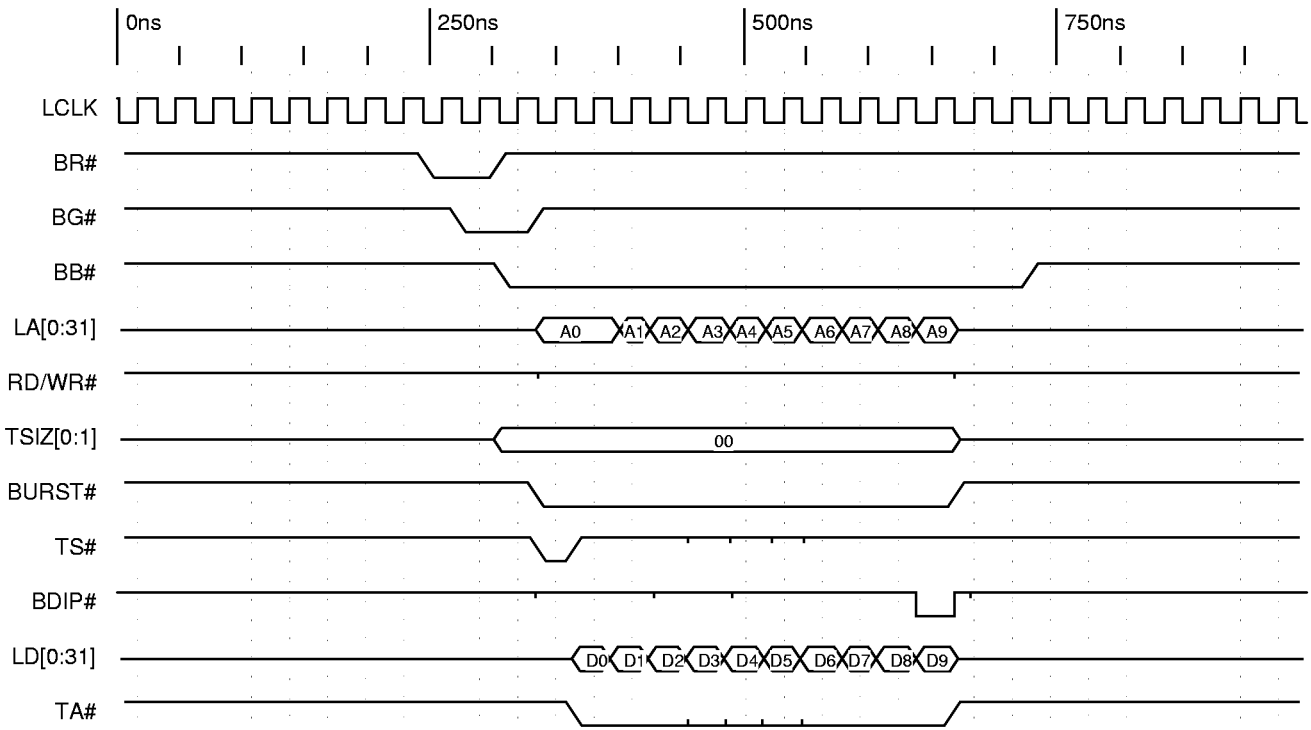 0ns 250ns 500ns 750ns
LCLK
BR#
BG#
BB#
LA[0:31] A0 A1 A2 A3 A4 A5 A6 A7 A8 A9
RD/WR#
TSIZ[0:1] 00
BURST#
TS#
BDIP#
LD[0:31] D0 D1 D2 D3 D4 D5 D6 D7 D8 D9
TA#